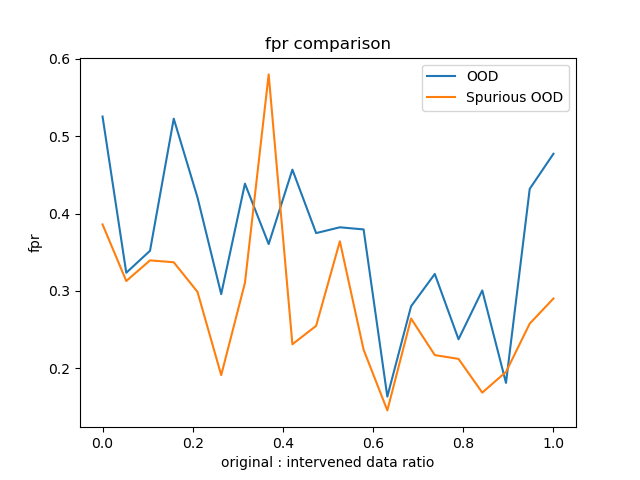 fpr comparison
OOD
Spurious OOD
fpr
0.6
0.5
0.4
0.3
0.2
0.0 0.2 0.4 0.6 0.8 1.0
original : intervened data ratio